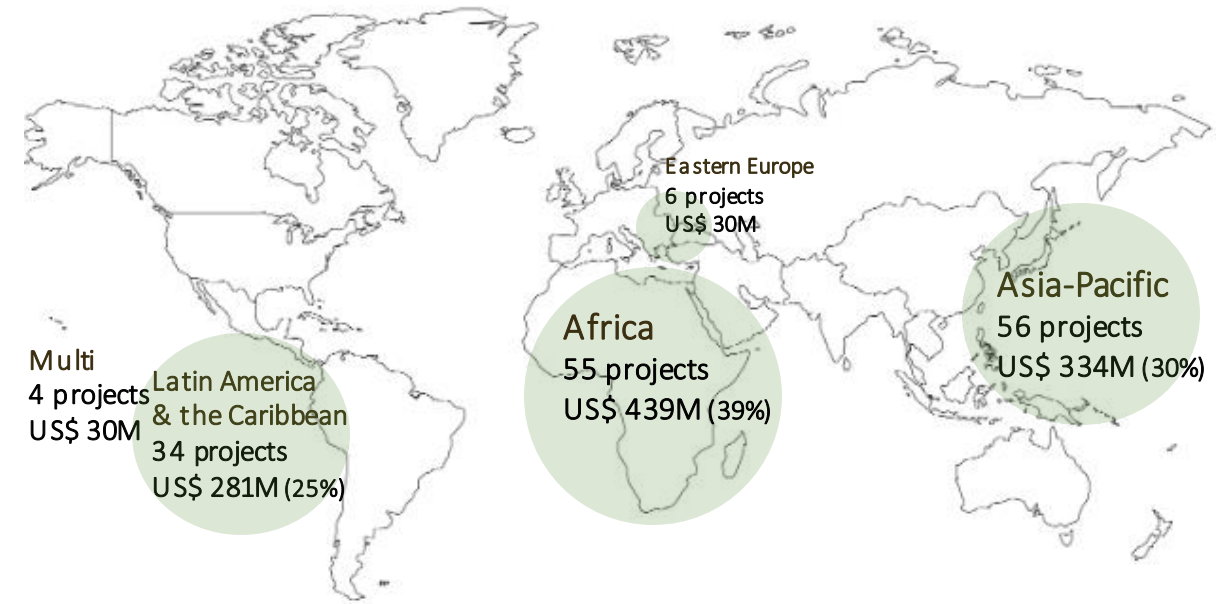 Eastern Europe
6 projects
US$ 30M
Multi
4 projects
US$ 30M
Latin America
& the Caribbean
34 projects
US$ 281M (25%)
Africa
55 projects
US$ 439M (39%)
Asia-Pacific
56 projects
US$ 334M (30%)